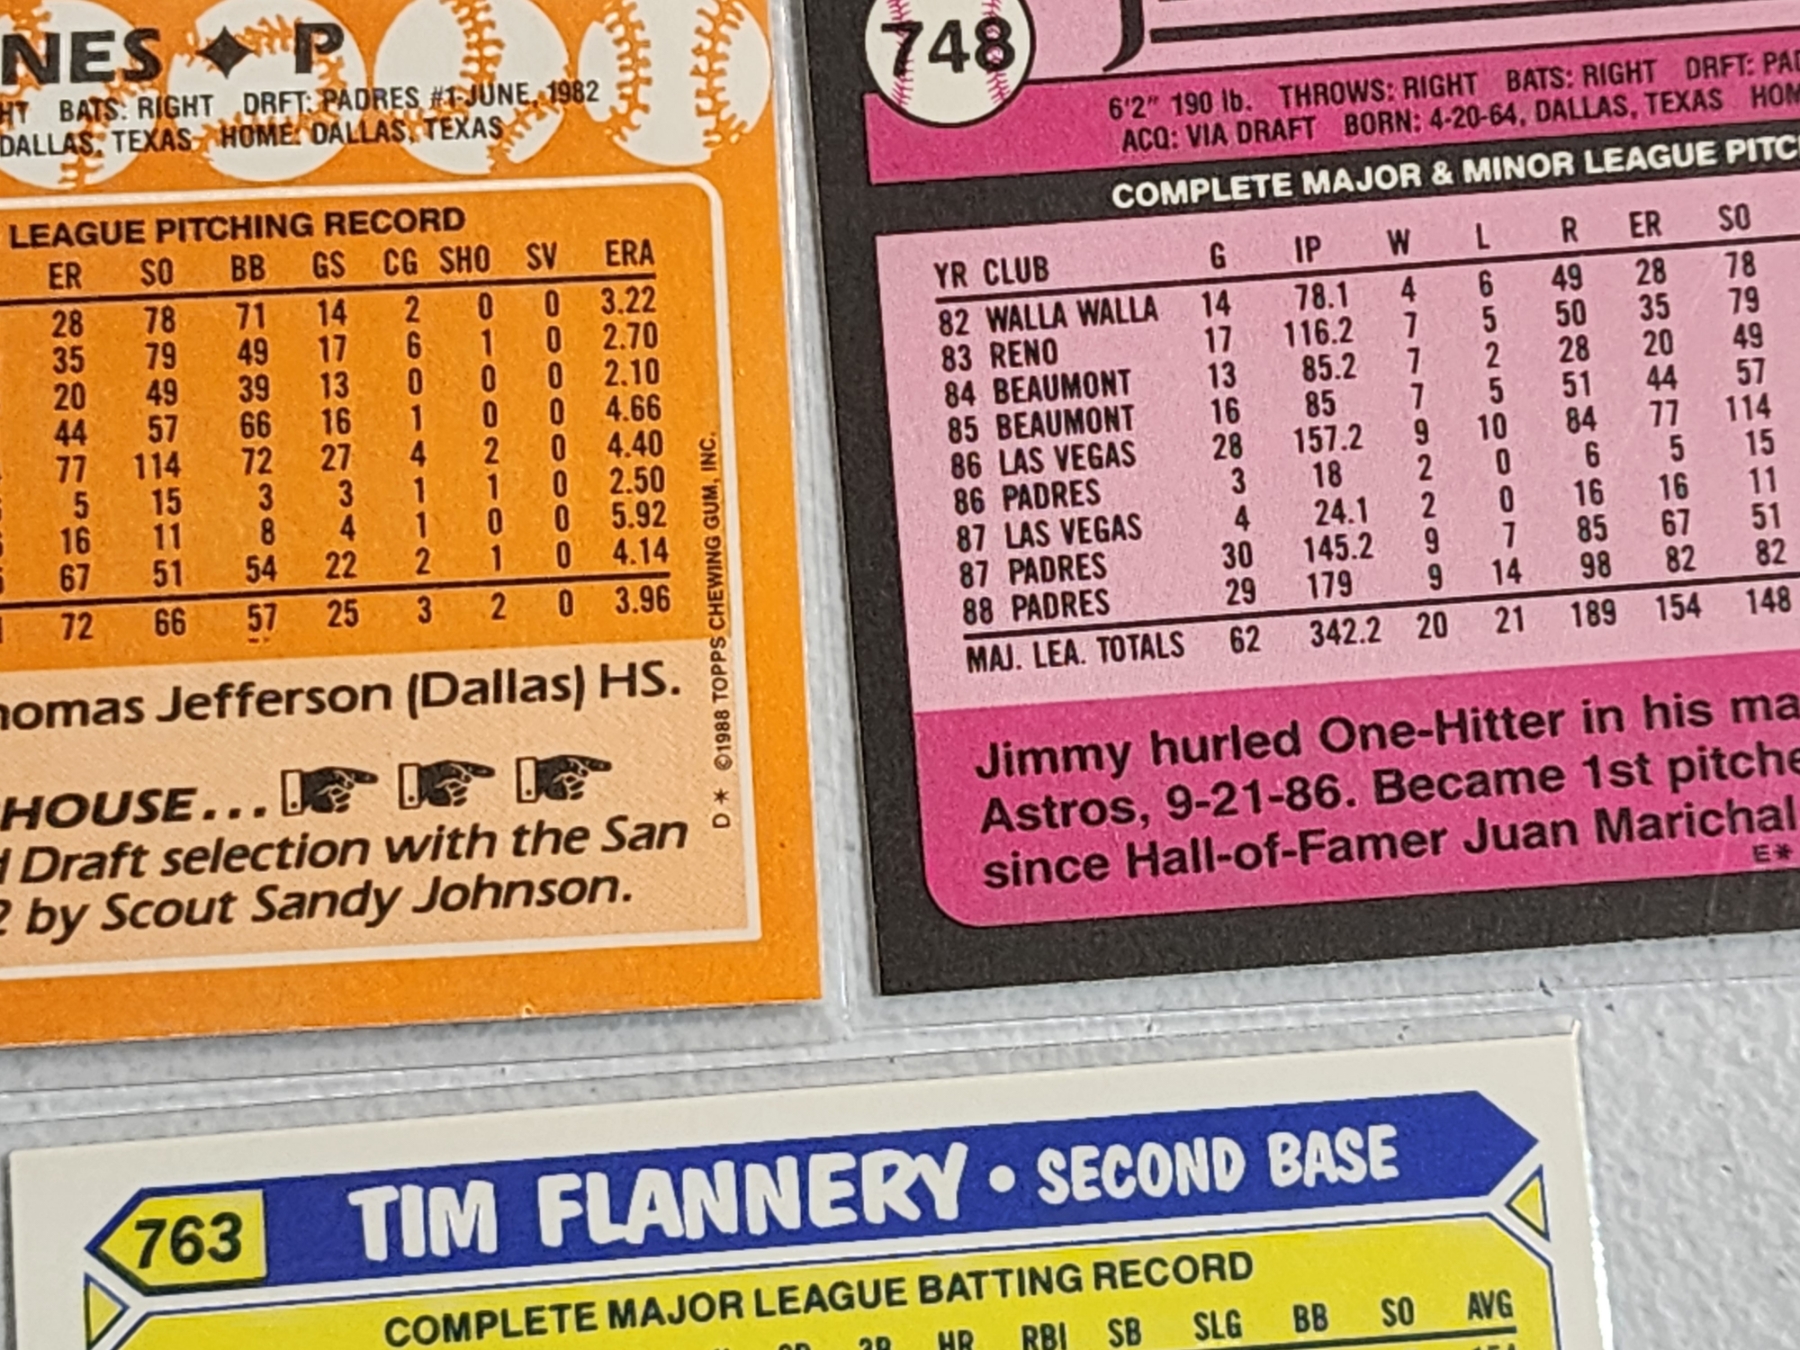 NES ✦ P
HT BATS: RIGHT DRFT: PADRES #1-JUNE, 1982
DALLAS, TEXAS HOME: DALLAS, TEXAS
LEAGUE PITCHING RECORD
ER SO BB GS CG SHO SV ERA
28 78 71 14 2 0 0 3.22
35 79 49 17 6 1 0 2.70
20 49 39 13 0 0 0 2.10
44 57 66 16 1 0 0 4.66
77 114 72 27 4 2 0 4.40
5 15 3 3 1 1 0 2.50
16 11 8 4 1 0 0 5.92
67 51 54 22 2 1 0 4.14
72 66 57 25 3 2 0 3.96
homas Jefferson (Dallas) HS.
HOUSE...
d Draft selection with the San
2 by Scout Sandy Johnson.
D* ©1988 TOPPS CHEWING GUM, INC.
748
6'2" 190 lb. THROWS: RIGHT BATS: RIGHT DRFT: PAD
ACQ: VIA DRAFT BORN: 4-20-64, DALLAS, TEXAS HOM
COMPLETE MAJOR & MINOR LEAGUE PITC
YR CLUB G IP W L R ER SO
82 WALLA WALLA 14 78.1 4 6 49 28 78
83 RENO 17 116.2 7 5 50 35 79
84 BEAUMONT 13 85.2 7 2 28 20 49
85 BEAUMONT 16 85 7 5 51 44 57
86 LAS VEGAS 28 157.2 9 10 84 77 114
86 PADRES 3 18 2 0 6 5 15
87 LAS VEGAS 4 24.1 2 0 16 16 11
87 PADRES 30 145.2 9 7 85 67 51
88 PADRES 29 179 9 14 98 82 82
MAJ. LEA. TOTALS 62 342.2 20 21 189 154 148
Jimmy hurled One-Hitter in his ma
Astros, 9-21-86. Became 1st pitche
since Hall-of-Famer Juan Marichal
E*
763 TIM FLANNERY • SECOND BASE
COMPLETE MAJOR LEAGUE BATTING RECORD
HR RBI SB SLG BB SO AVG